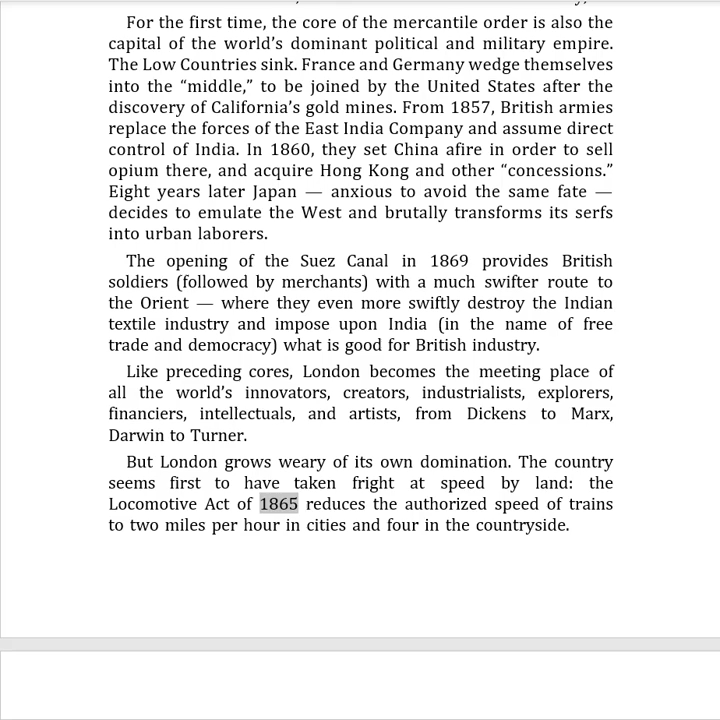 For the first time, the core of the mercantile order is also the
capital of the world’s dominant political and military empire.
The Low Countries sink. France and Germany wedge themselves
into the “middle,” to be joined by the United States after the
discovery of California’s gold mines. From 1857, British armies
replace the forces of the East India Company and assume direct
control of India. In 1860, they set China afire in order to sell
opium there, and acquire Hong Kong and other “concessions.”
Eight years later Japan — anxious to avoid the same fate —
decides to emulate the West and brutally transforms its serfs
into urban laborers.
The opening of the Suez Canal in 1869 provides British
soldiers (followed by merchants) with a much swifter route to
the Orient — where they even more swiftly destroy the Indian
textile industry and impose upon India (in the name of free
trade and democracy) what is good for British industry.
Like preceding cores, London becomes the meeting place of
all the world’s innovators, creators, industrialists, explorers,
financiers, intellectuals, and artists, from Dickens to Marx,
Darwin to Turner.
But London grows weary of its own domination. The country
seems first to have taken fright at speed by land: the
Locomotive Act of 1865 reduces the authorized speed of trains
to two miles per hour in cities and four in the countryside.